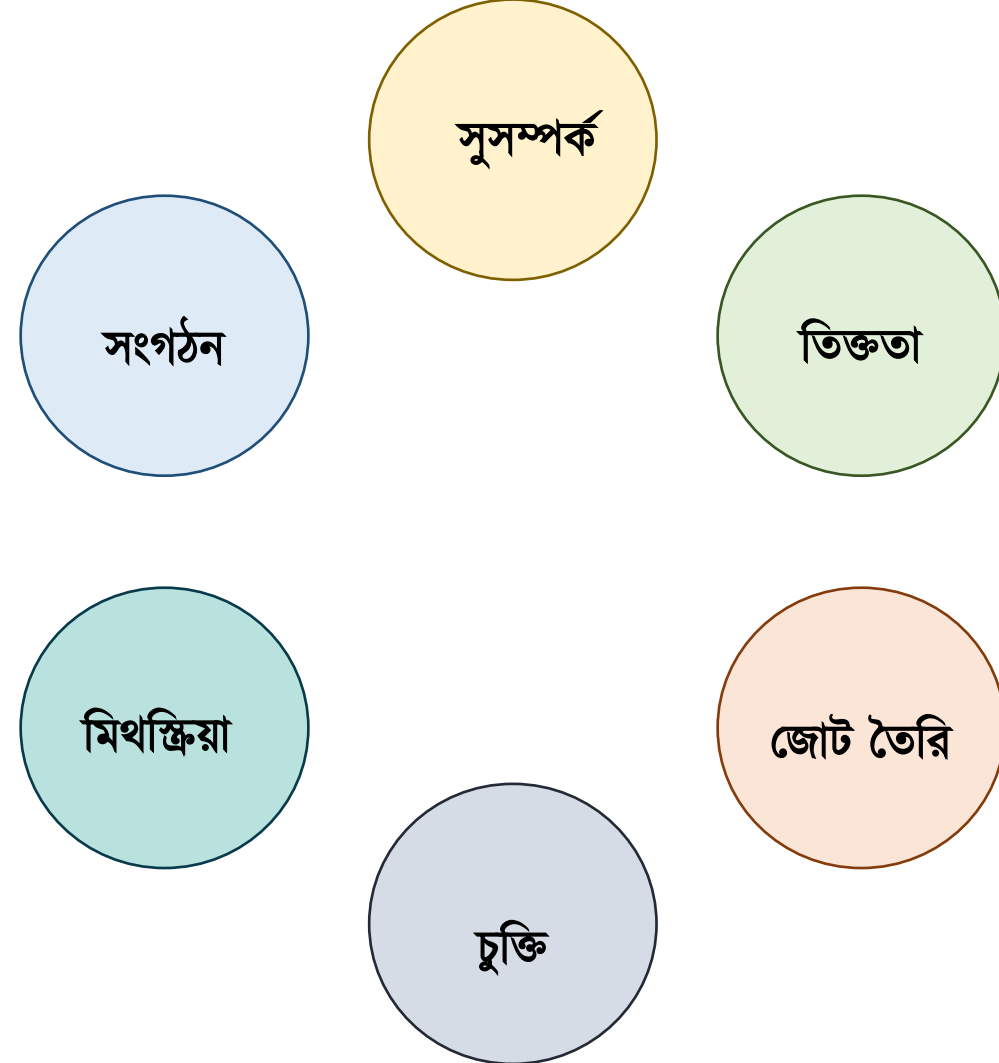 সুসম্পর্ক
সংগঠন
তিক্ততা
মিথস্ক্রিয়া
জোট তৈরি
চুক্তি